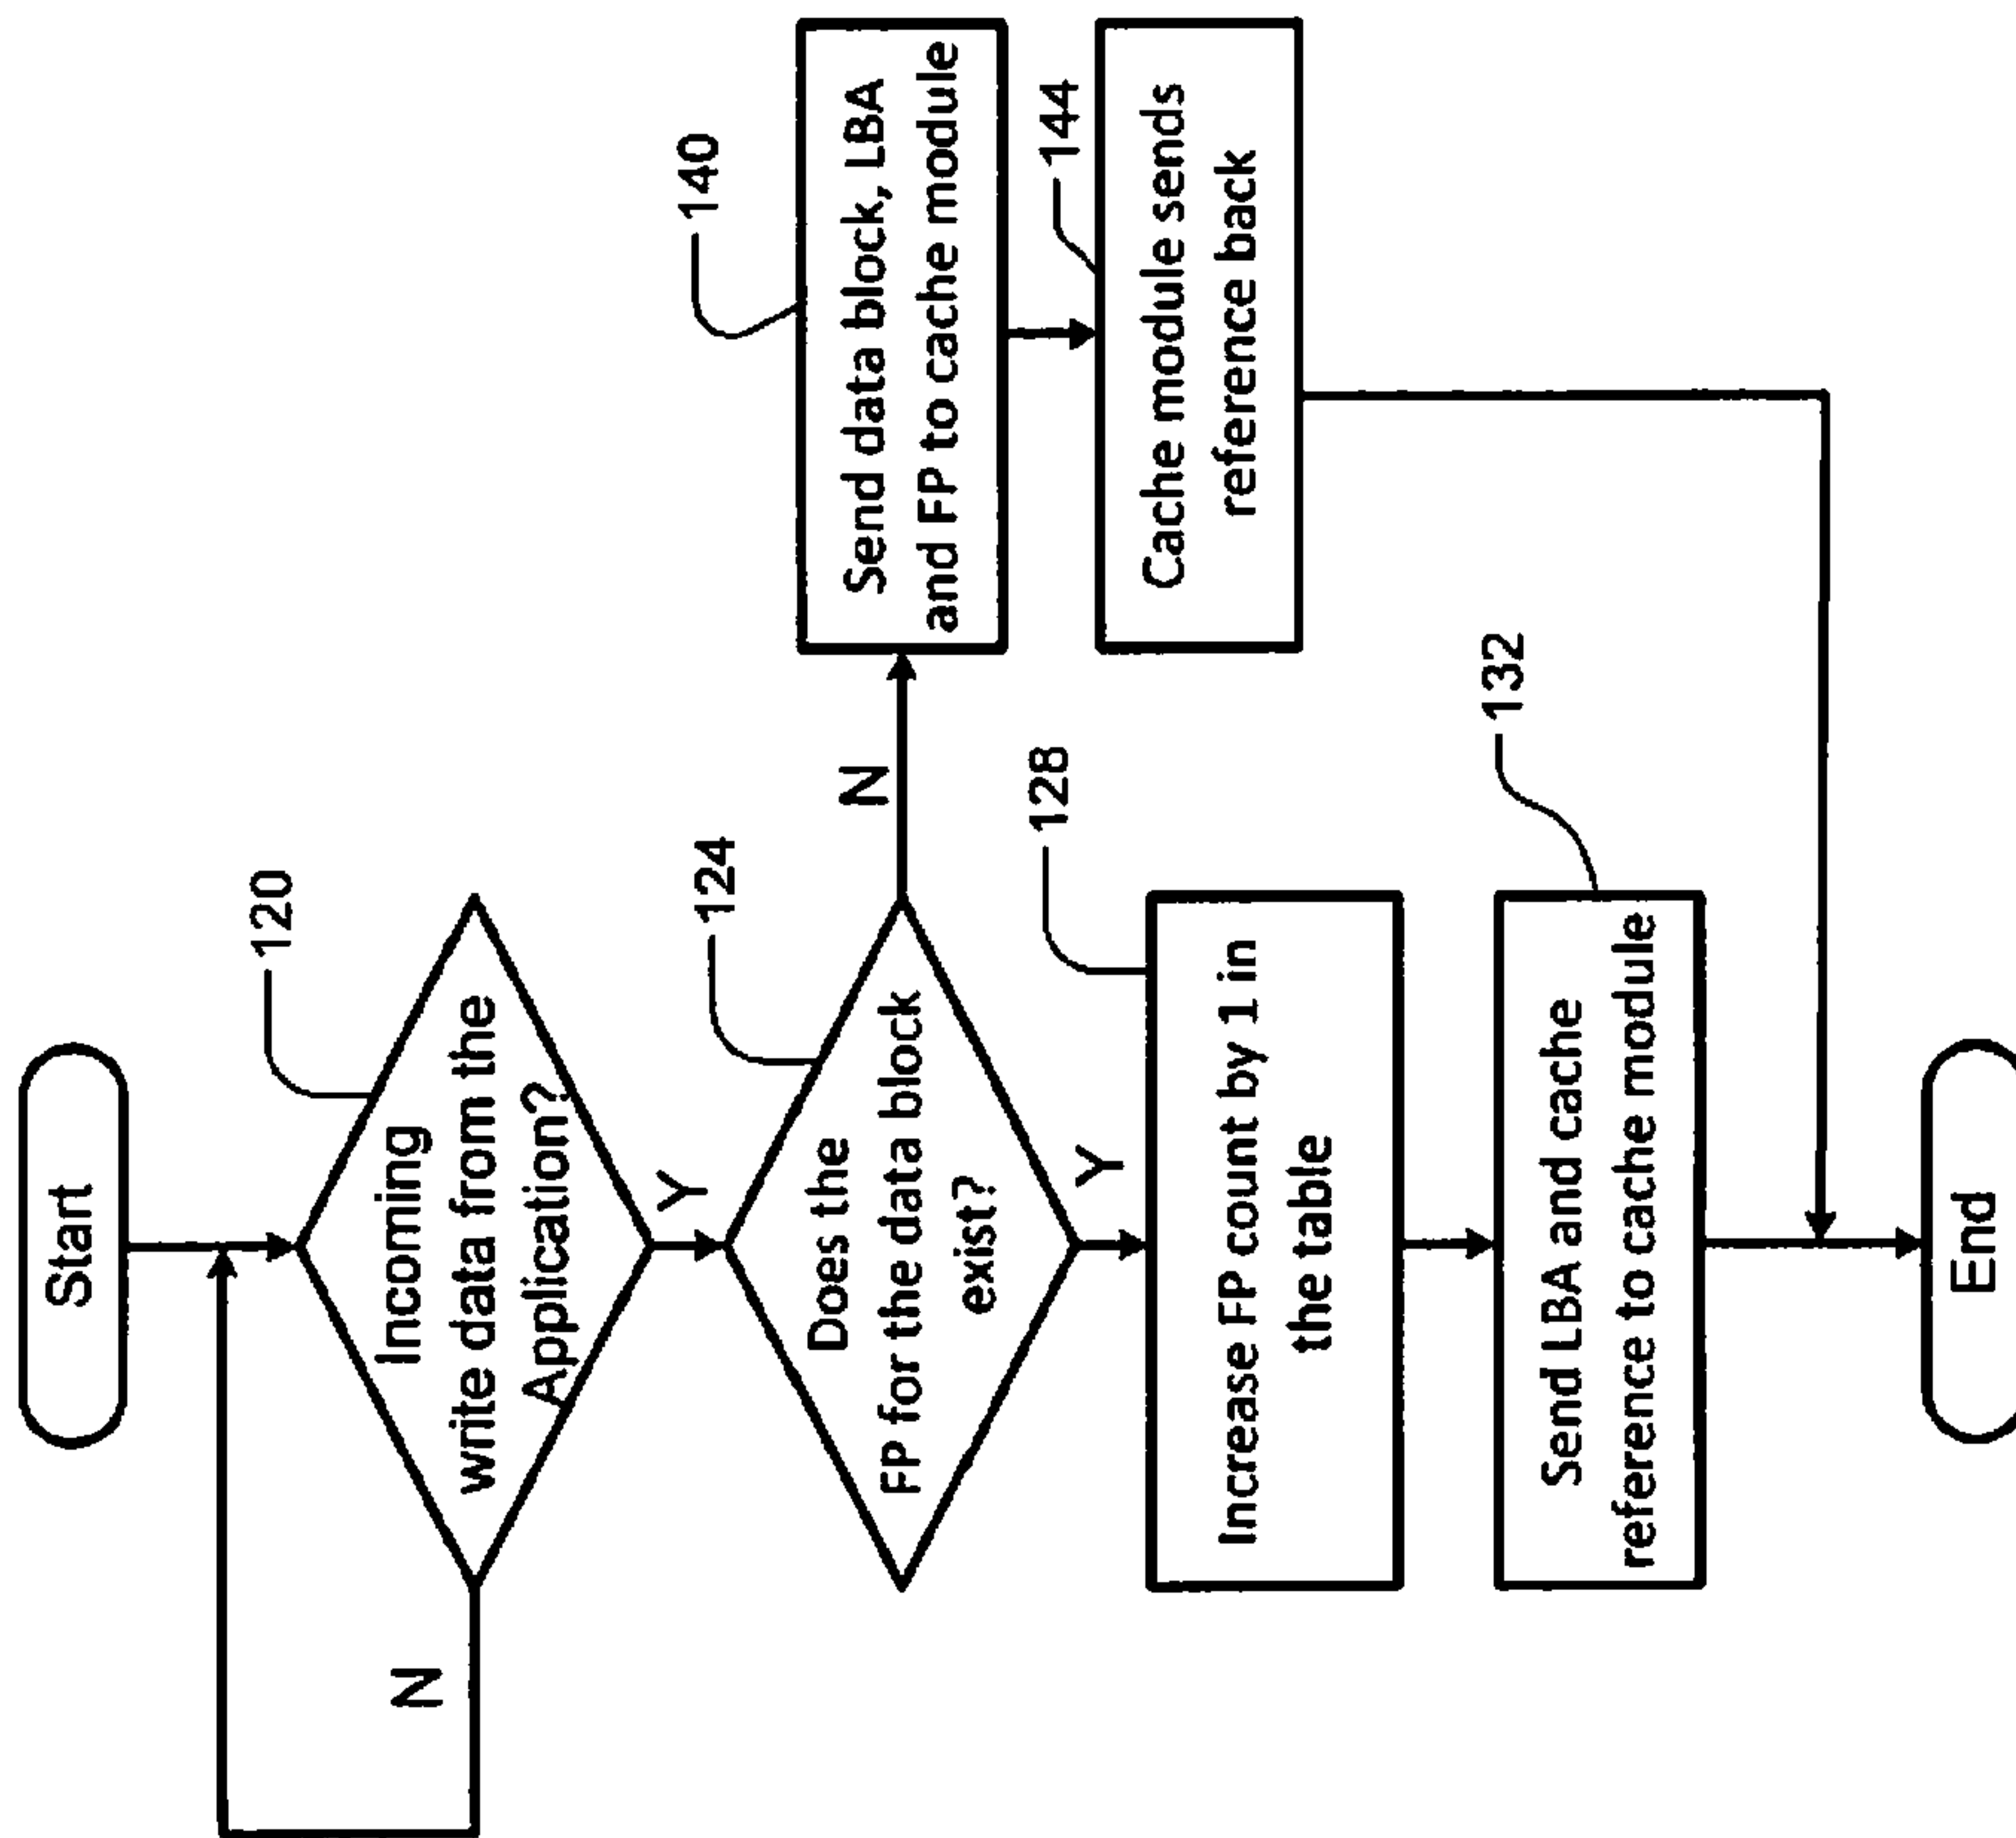 Start
120
Incoming
write data from the
Application?
N
Y
124
Does the
FP for the data block
exist?
N
Y
140
Send data block, LBA
and FP to cache module
144
Cache module sends
reference back
128
Increase FP count by 1 in
the table
132
Send LBA and cache
reference to cache module
End